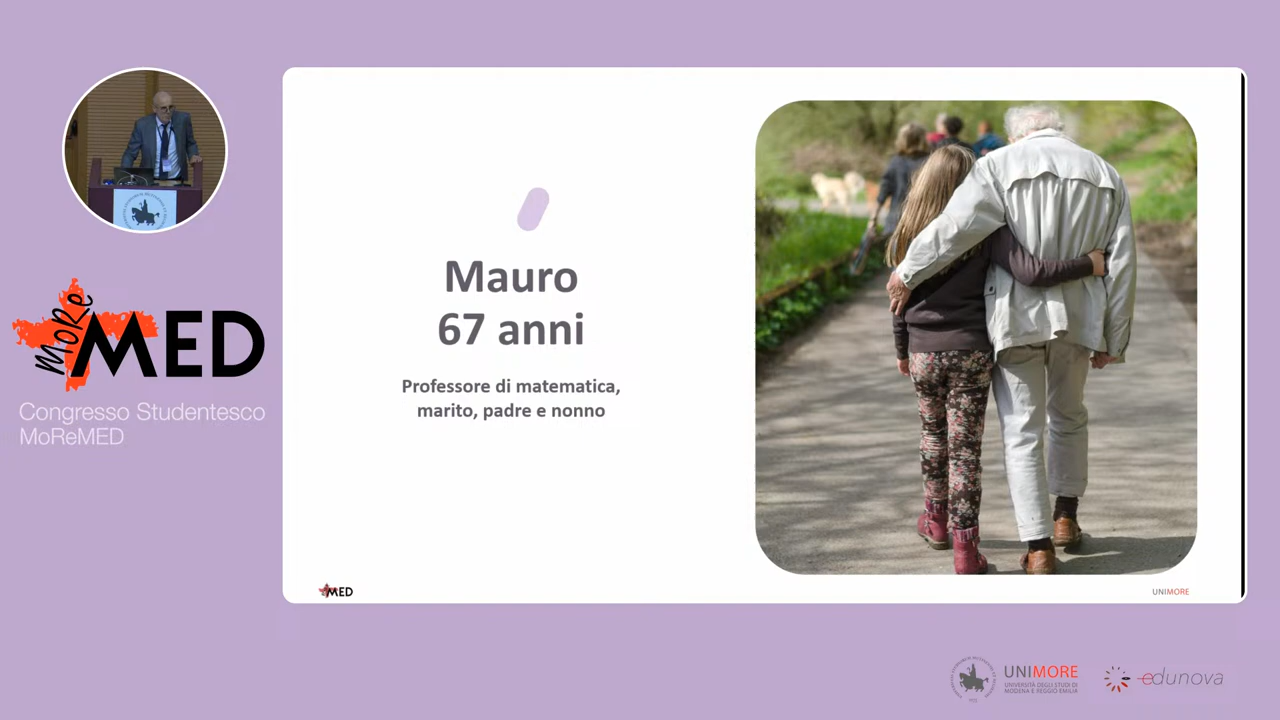 MoRe
MED
Congresso Studentesco
MoReMED
Mauro
67 anni
Professore di matematica,
marito, padre e nonno
MED
UNIMORE
UNIMORE
UNIVERSITÀ DEGLI STUDI DI
MODENA E REGGIO EMILIA
edunova